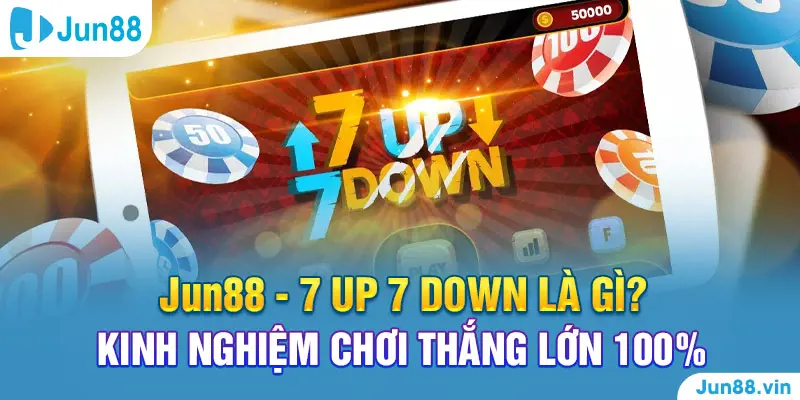 Jun88
50000
100
50
7 UP
7 DOWN
PLAY
F
Jun88 - 7 UP 7 DOWN LÀ GÌ?
KINH NGHIỆM CHƠI THẮNG LỚN 100%
Jun88.vin